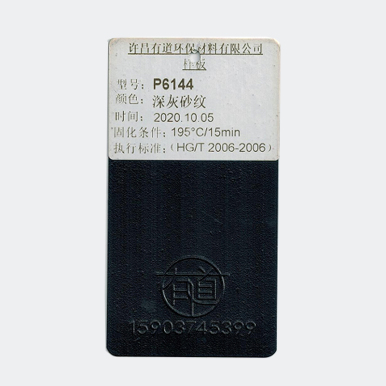 许昌有道环保材料有限公司
样板
型号: P6144
颜色: 深灰砂纹
时间: 2020.10.05
固化条件: 195°C/15min
执行标准:（HG/T 2006-2006）
有道
15903745399